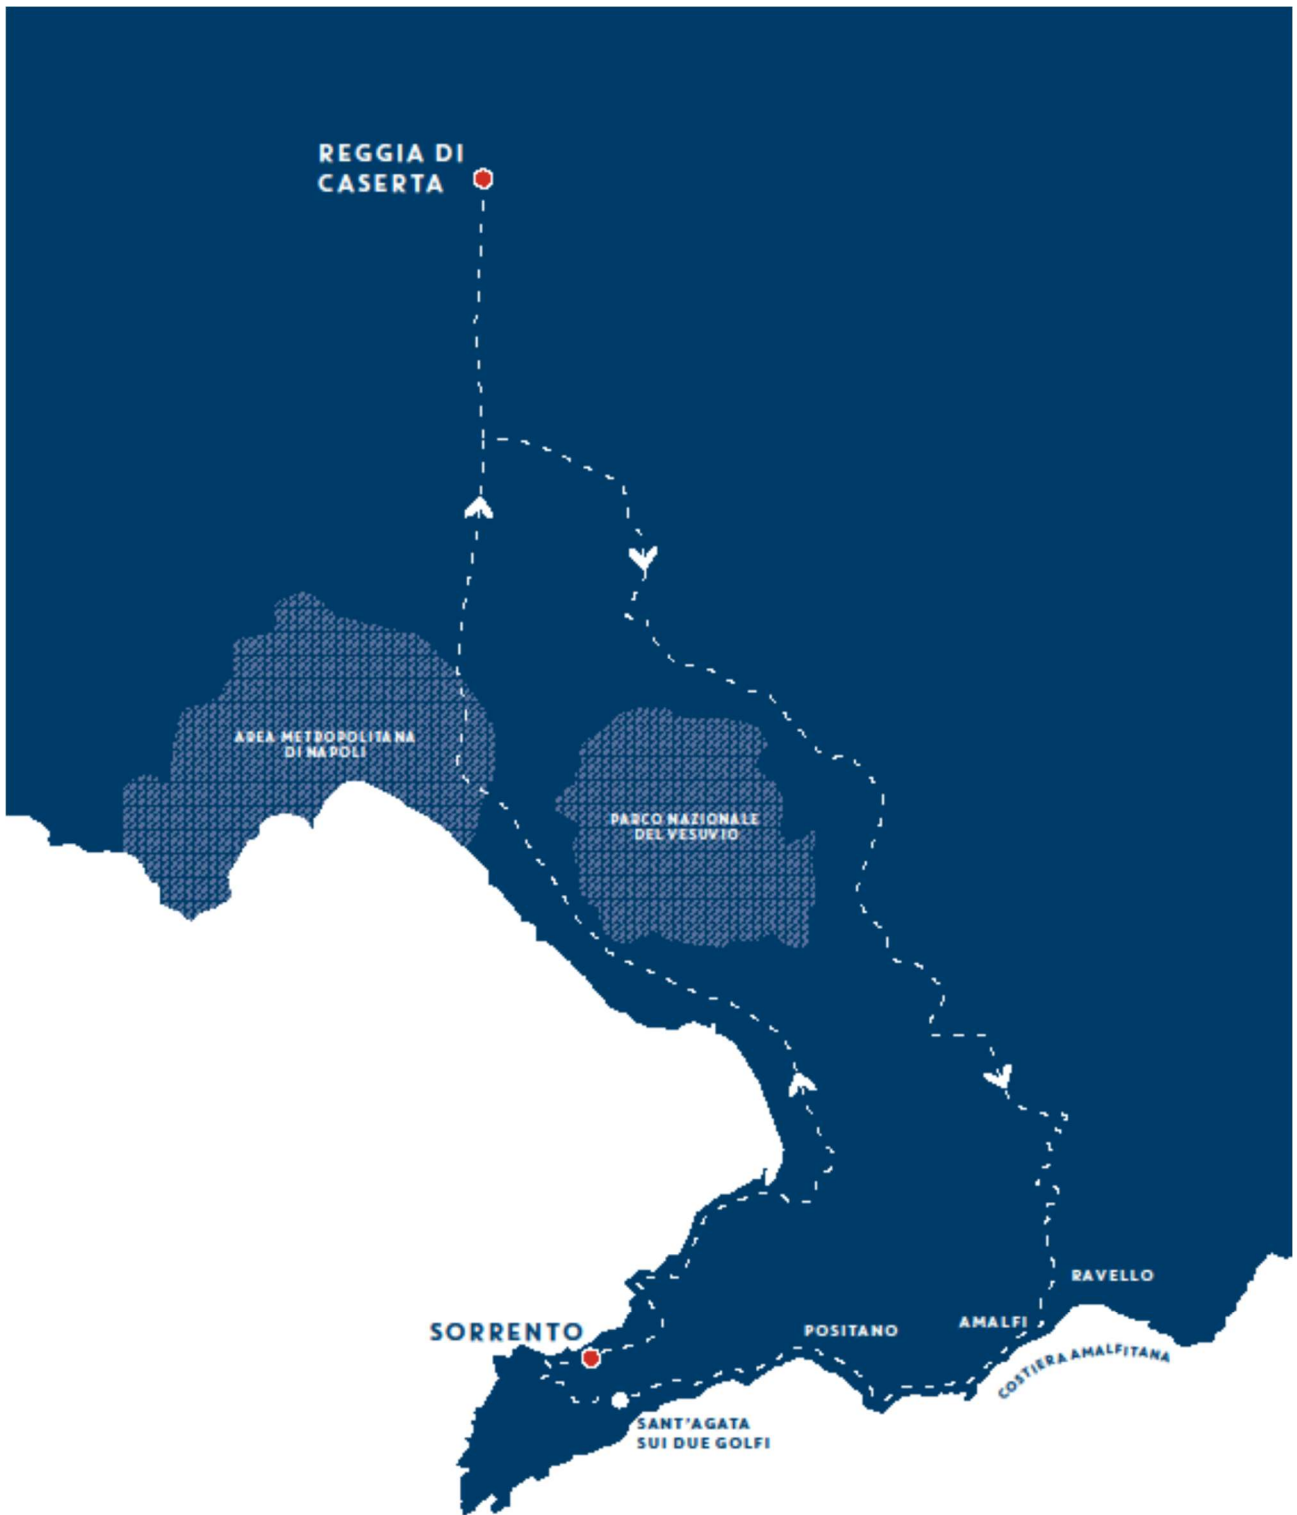 REGGIA DI
CASERTA
AREA METROPOLITANA
DI NAPOLI
PARCO NAZIONALE
DEL VESUVIO
RAVELLO
AMALFI
POSITANO
SORRENTO
COSTIERA AMALFITANA
SANT'AGATA
SUI DUE GOLFI